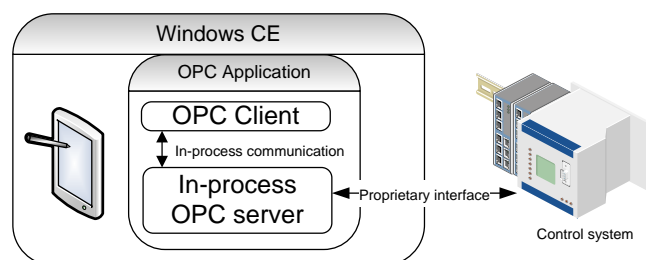 Windows CE
OPC Application
OPC Client
In-process communication
In-process
OPC server
Proprietary interface
Control system